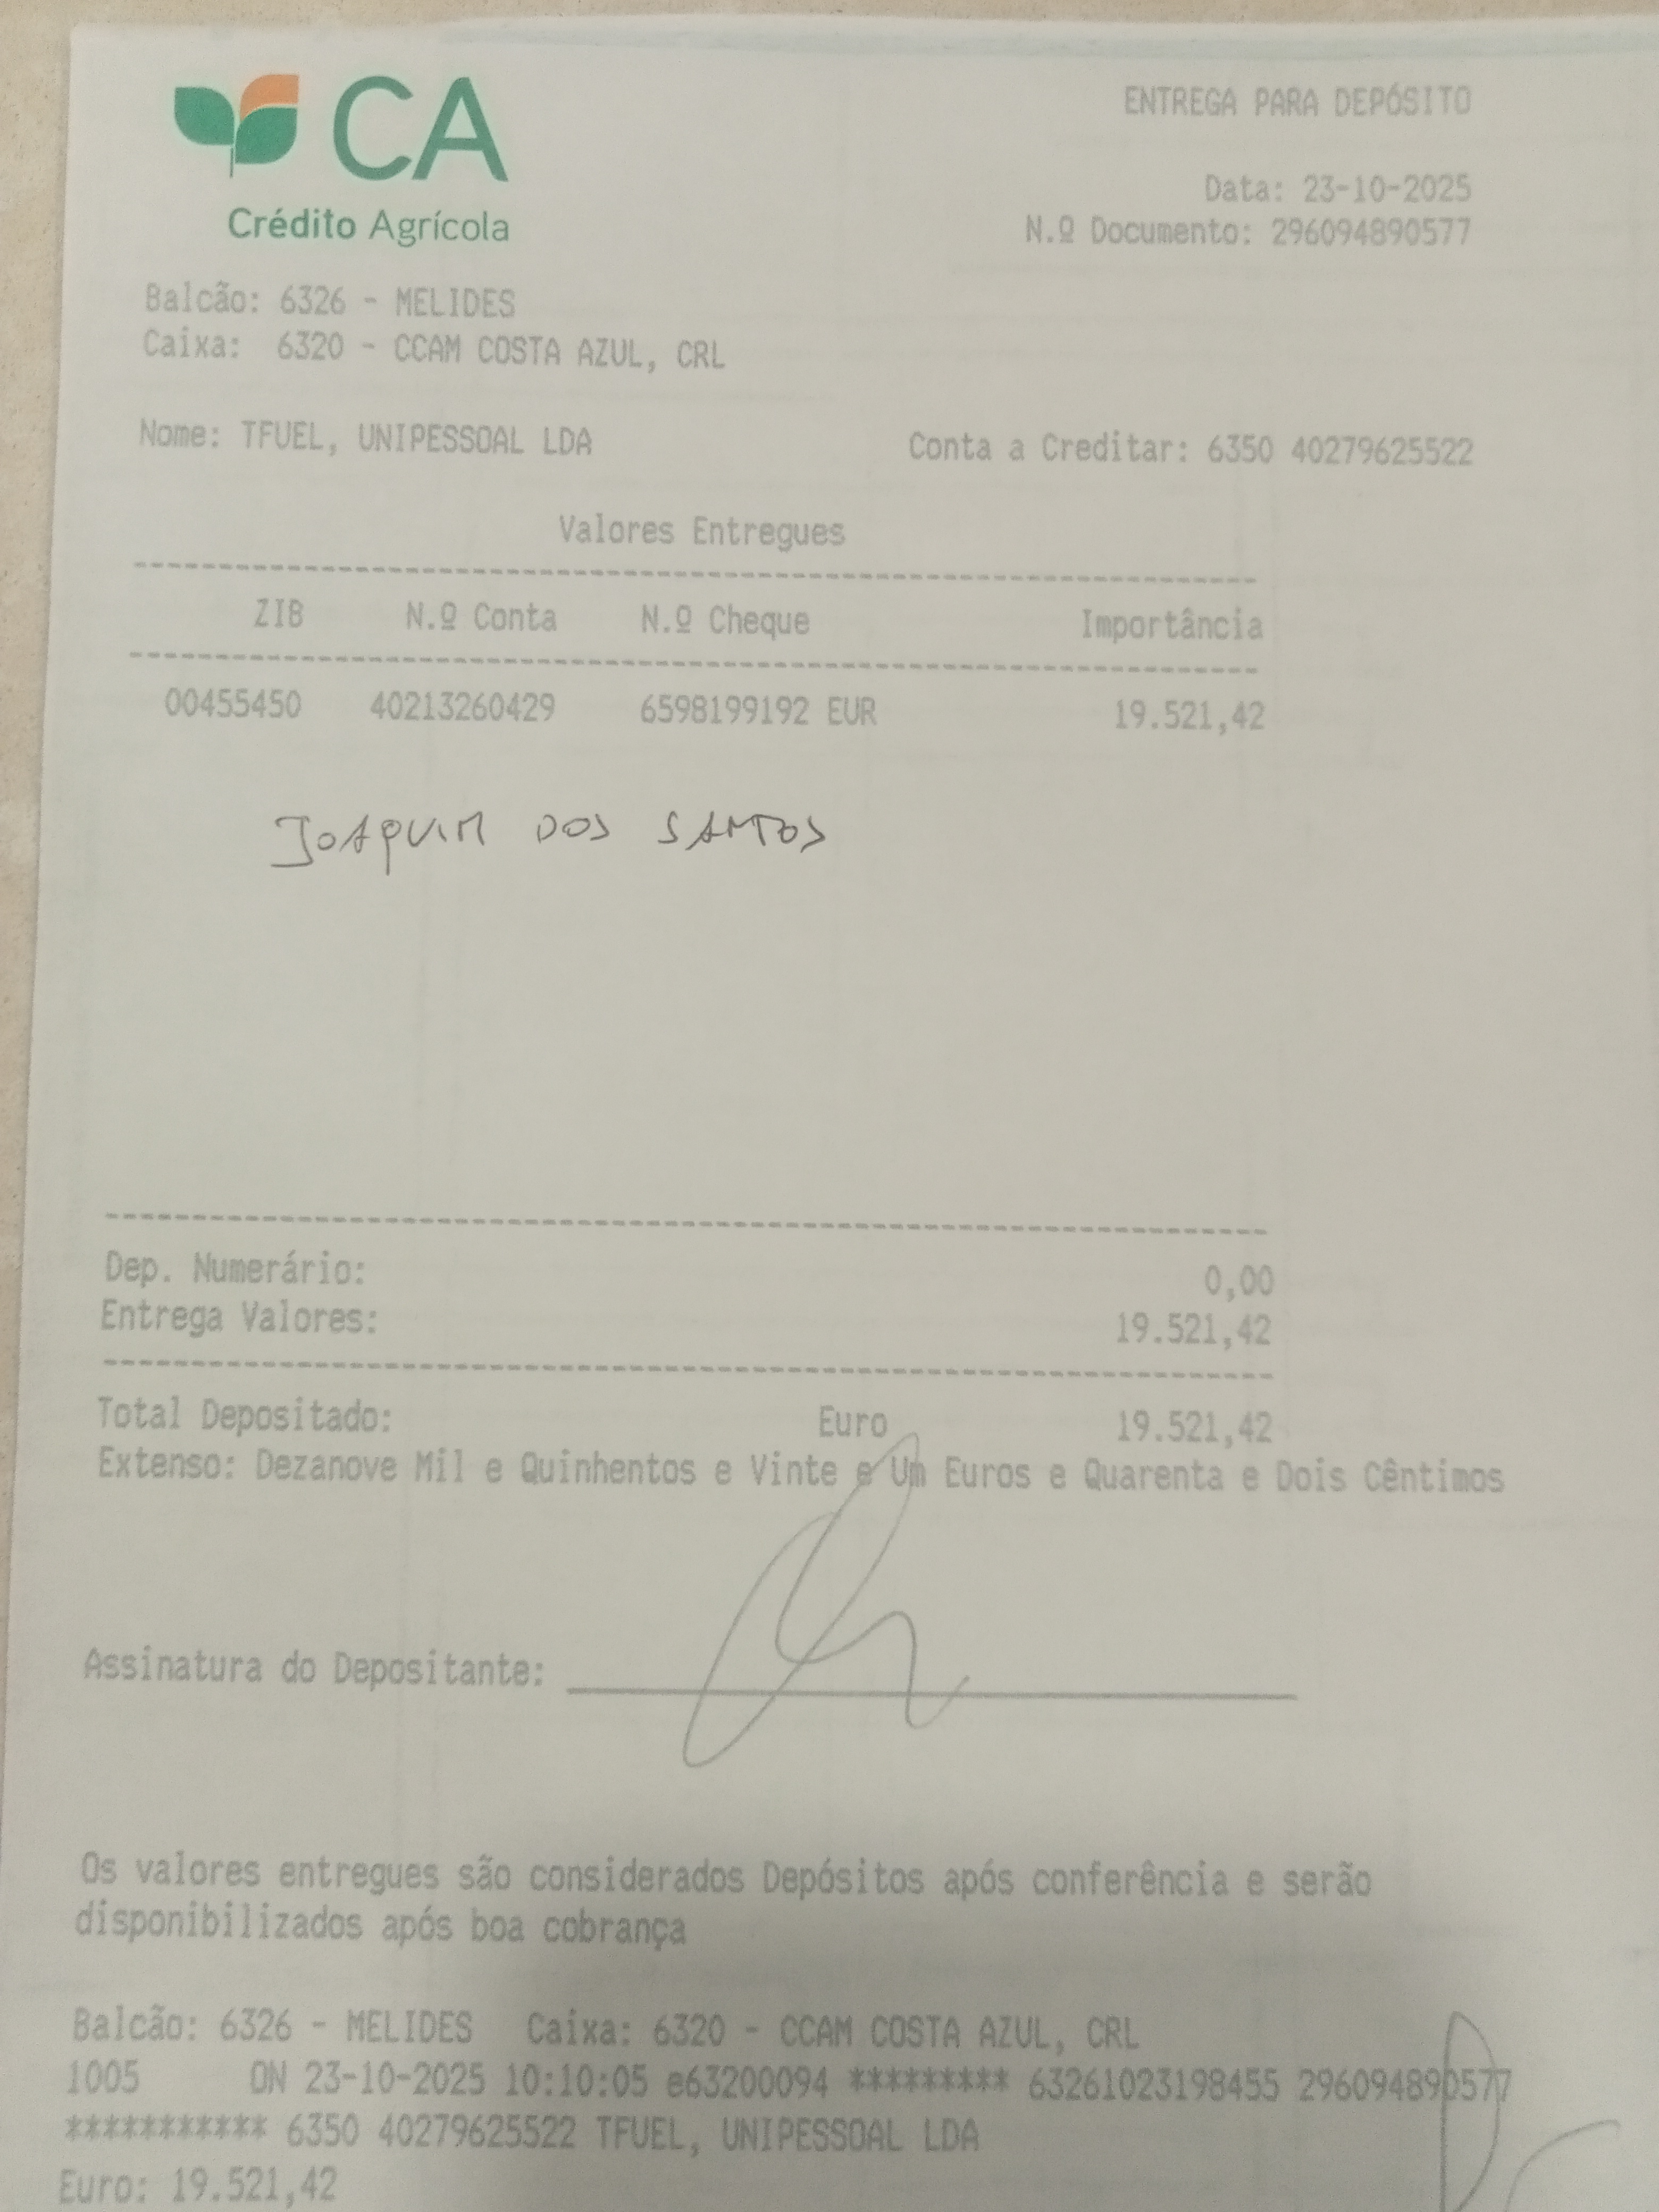 CA
Crédito Agrícola
ENTREGA PARA DEPÓSITO
Data: 23-10-2025
N.º Documento: 296094890577
Balcão: 6326 - MELIDES
Caixa: 6320 - CCAM COSTA AZUL, CRL
Nome: TFUEL, UNIPESSOAL LDA Conta a Creditar: 6350 40279625522
Valores Entregues
ZIB N.º Conta N.º Cheque Importância
00455450 40213260429 6598199192 EUR 19.521,42
JOAQUIM DOS SANTOS
Dep. Numerário: 0,00
Entrega Valores: 19.521,42
Total Depositado: Euro 19.521,42
Extenso: Dezanove Mil e Quinhentos e Vinte e Um Euros e Quarenta e Dois Cêntimos
Assinatura do Depositante:
Os valores entregues são considerados Depósitos após conferência e serão
disponibilizados após boa cobrança
Balcão: 6326 - MELIDES Caixa: 6320 - CCAM COSTA AZUL, CRL
1005 ON 23-10-2025 10:10:05 e63200094 ********* 63261023198455 296094890577
*********** 6350 40279625522 TFUEL, UNIPESSOAL LDA
Euro: 19.521,42